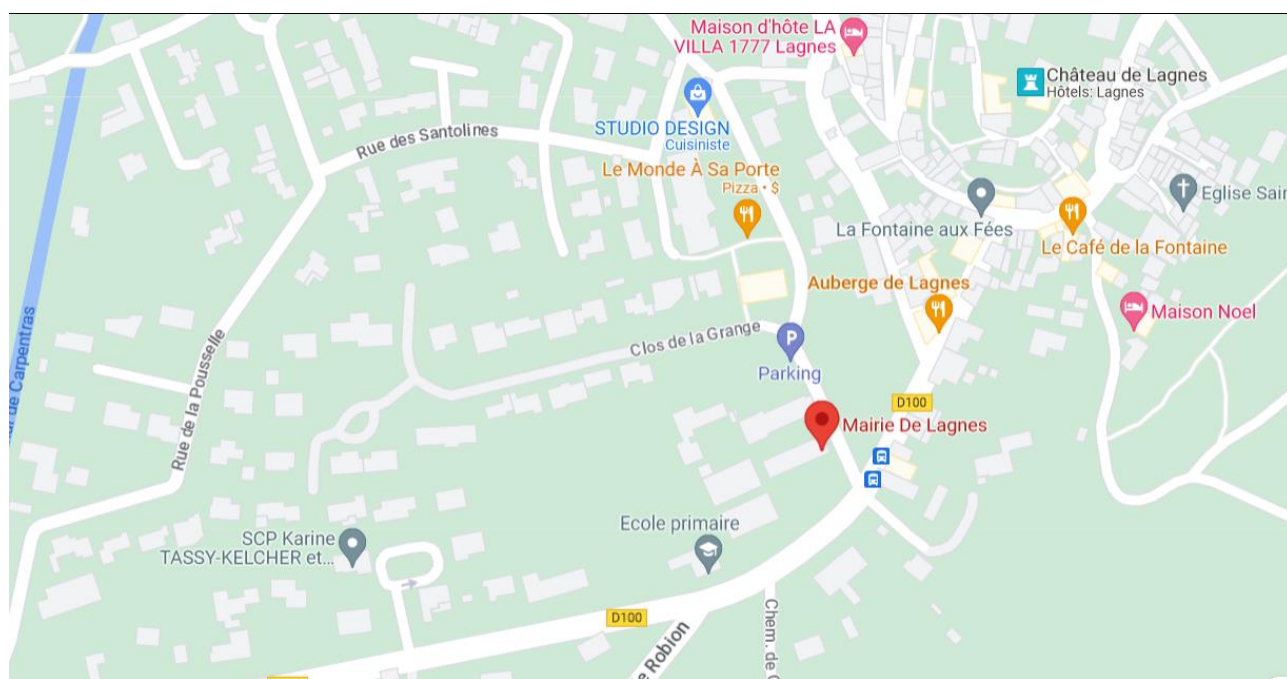 Maison d'hôte LA
VILLA 1777 Lagnes
Château de Lagnes
Hôtels: Lagnes
STUDIO DESIGN
Cuisiniste
Rue des Santolines
Le Monde À Sa Porte
Pizza • $
Eglise Sain
La Fontaine aux Fées
Le Café de la Fontaine
Auberge de Lagnes
Maison Noel
Clos de la Grange
P
Parking
Rue de la Pousselle
de Carpentras
D100
Mairie De Lagnes
Ecole primaire
SCP Karine
TASSY-KELCHER et...
D100
Robion
Chem. de